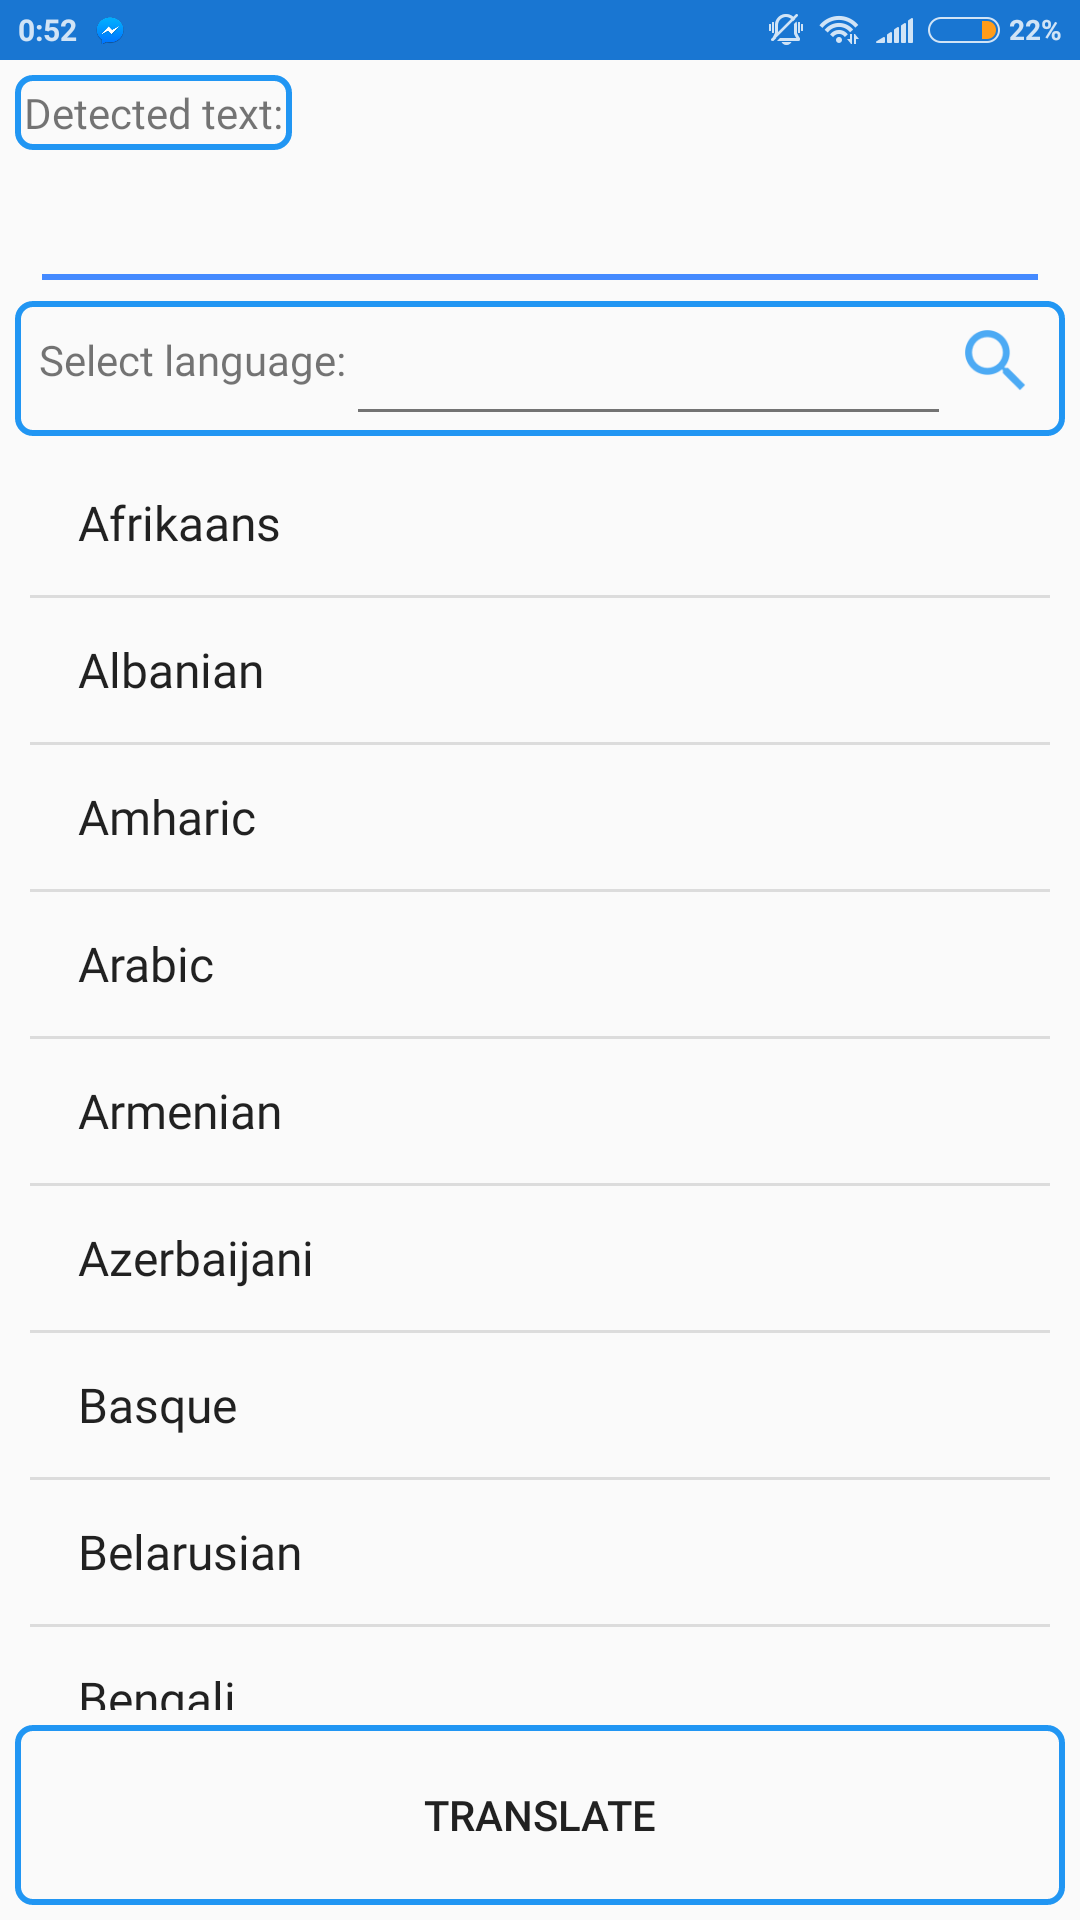 0:52 22%
Detected text:
Select language:
Afrikaans
Albanian
Amharic
Arabic
Armenian
Azerbaijani
Basque
Belarusian
Bengali
TRANSLATE